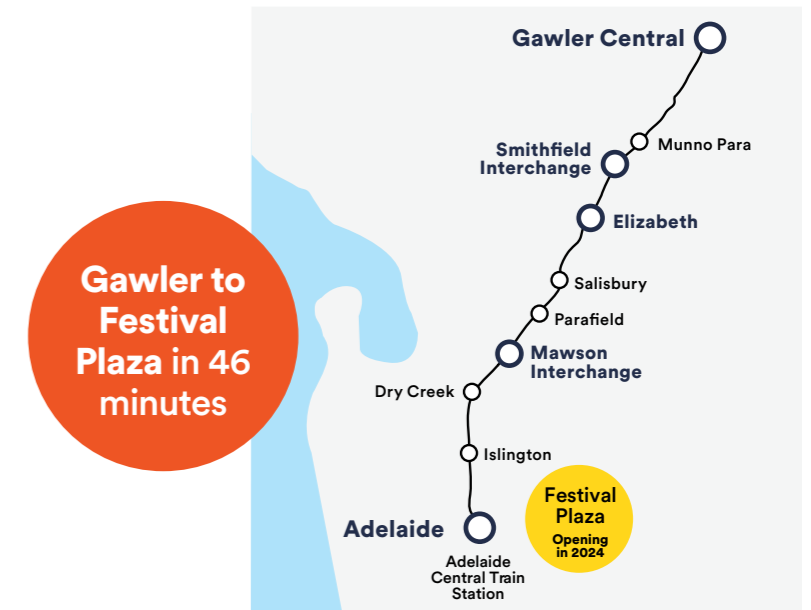 Gawler Central
Munno Para
Smithfield
Interchange
Elizabeth
Salisbury
Parafield
Mawson
Interchange
Dry Creek
Islington
Adelaide
Adelaide
Central Train
Station
Festival
Plaza
Opening
in 2024
Gawler to
Festival
Plaza in 46
minutes